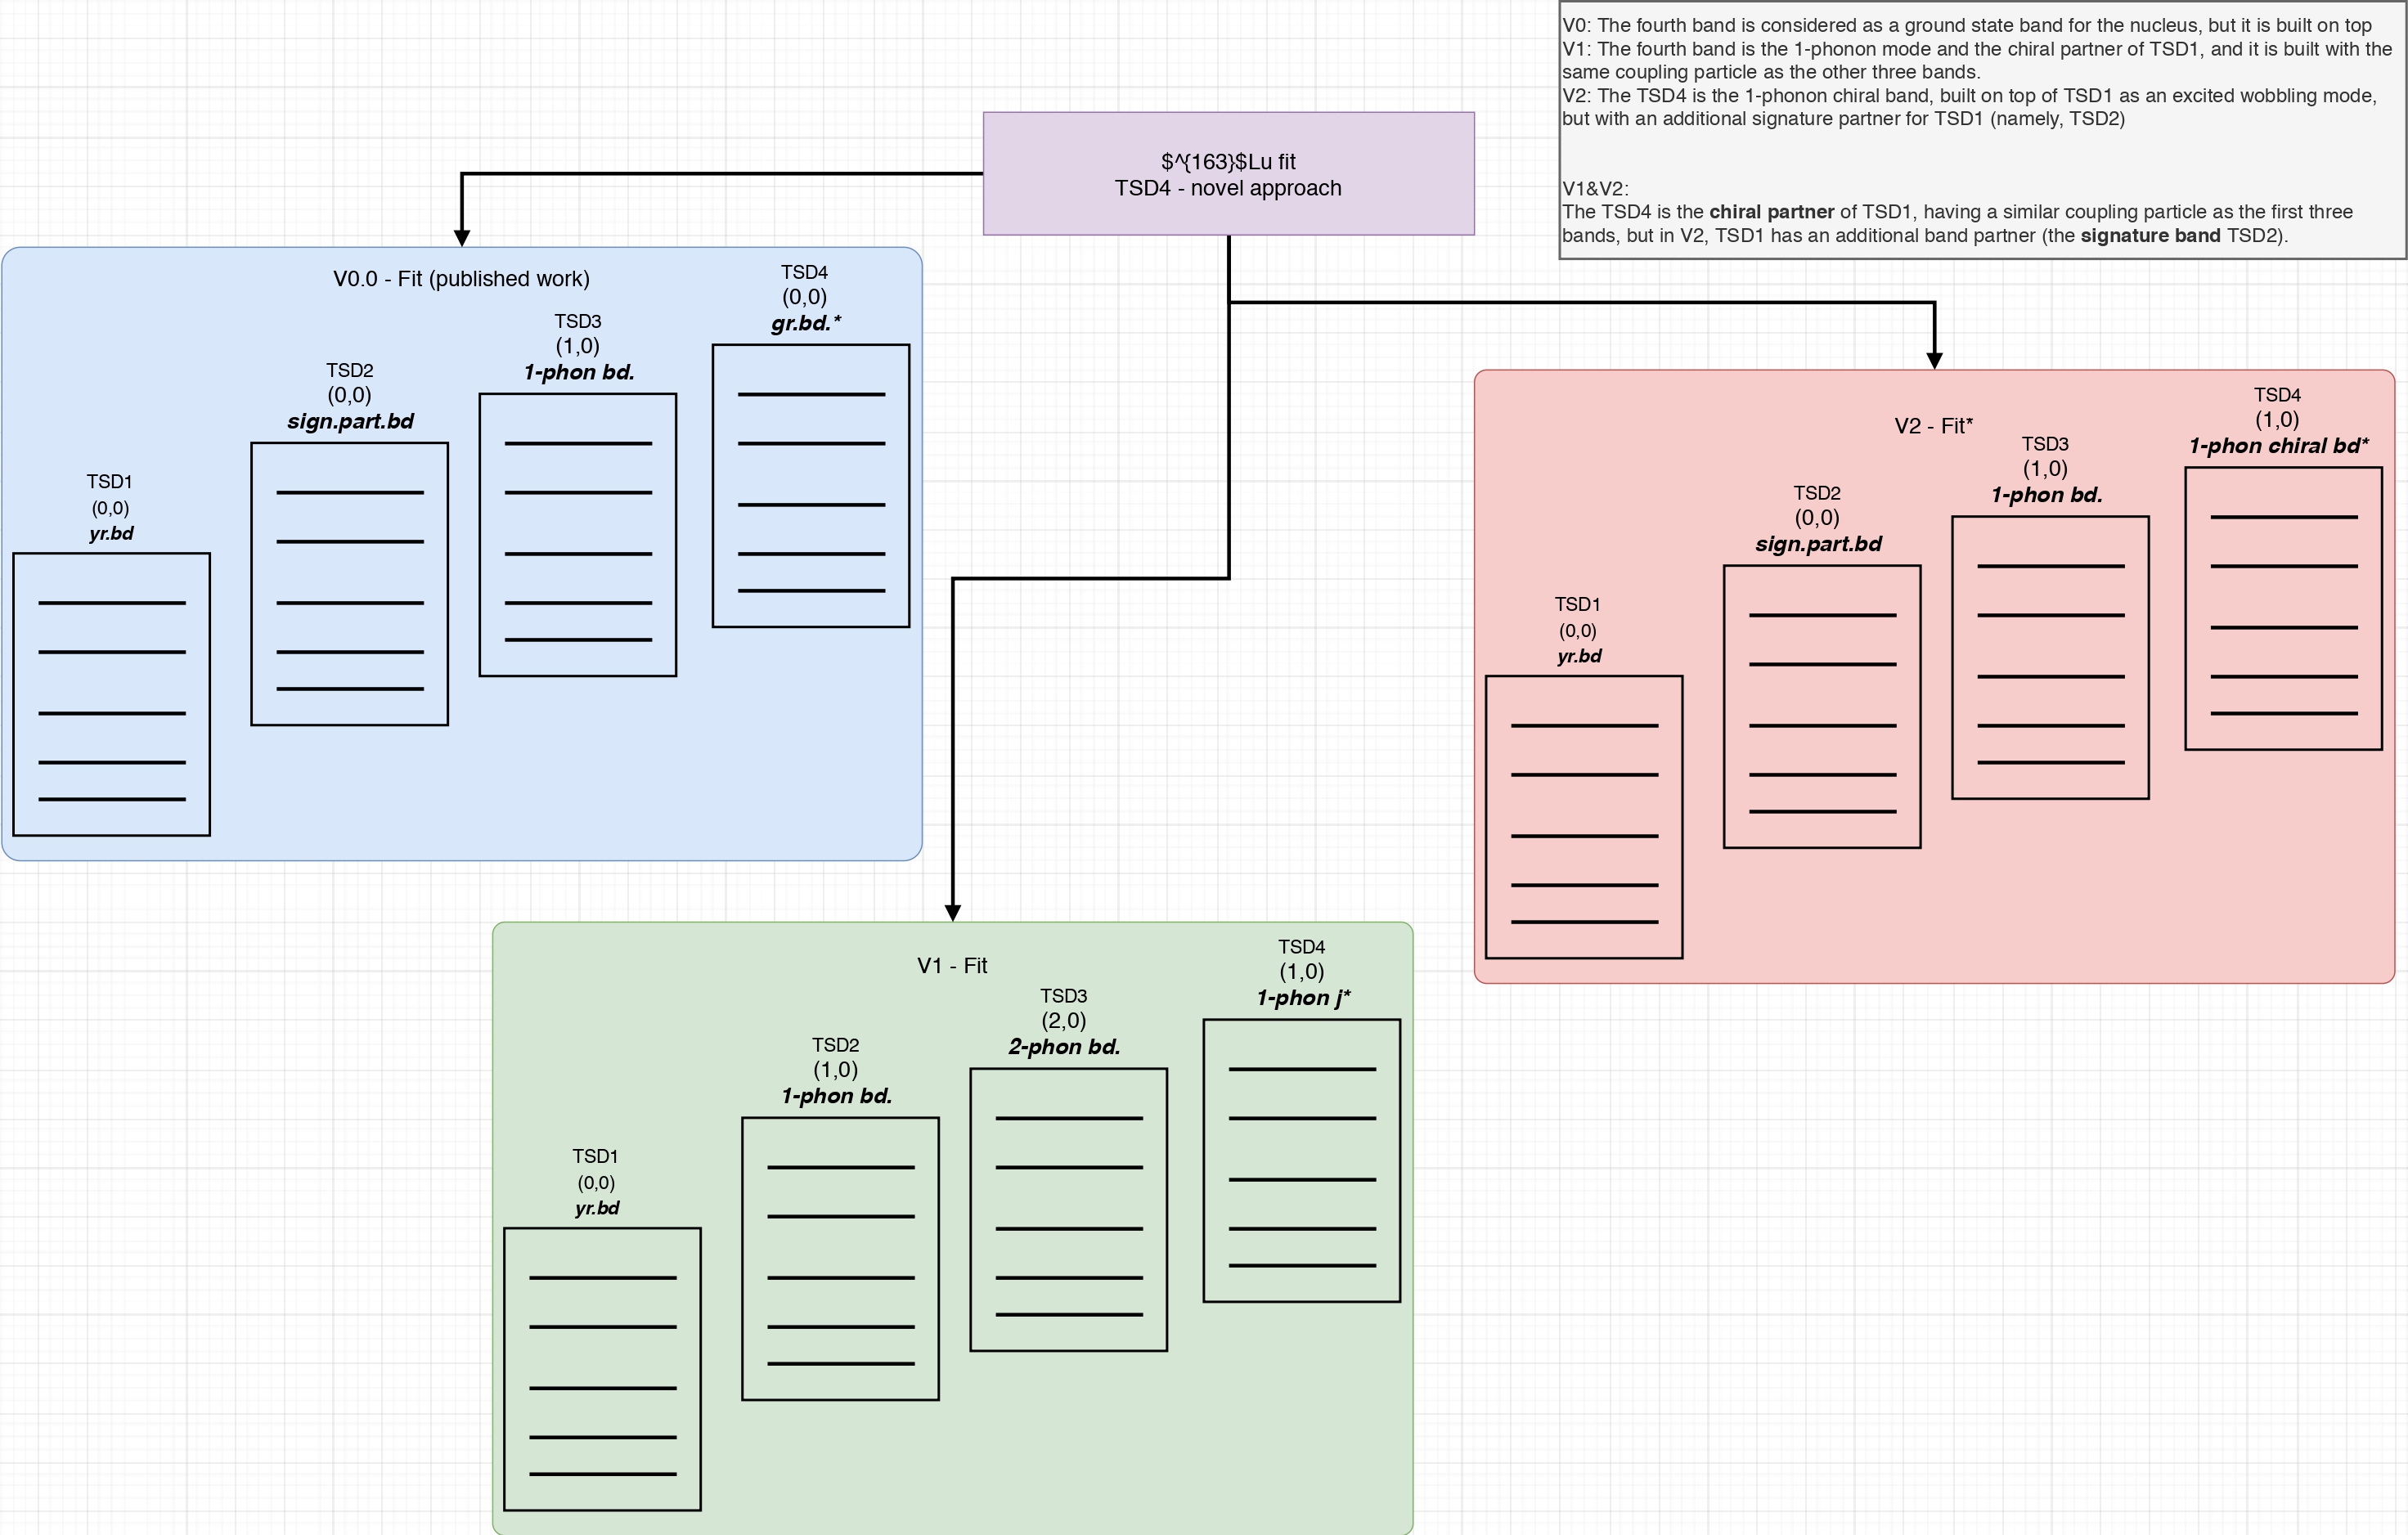 V0: The fourth band is considered as a ground state band for the nucleus, but it is built on top
V1: The fourth band is the 1-phonon mode and the chiral partner of TSD1, and it is built with the
same coupling particle as the other three bands.
V2: The TSD4 is the 1-phonon chiral band, built on top of TSD1 as an excited wobbling mode,
but with an additional signature partner for TSD1 (namely, TSD2)
V1&V2:
The TSD4 is the chiral partner of TSD1, having a similar coupling particle as the first three
bands, but in V2, TSD1 has an additional band partner (the signature band TSD2).
$^{163}$Lu fit
TSD4 - novel approach
V0.0 - Fit (published work)
TSD1
(0,0)
yr.bd
TSD2
(0,0)
sign.part.bd
TSD3
(1,0)
1-phon bd.
TSD4
(0,0)
gr.bd.*
V2 - Fit*
TSD1
(0,0)
yr.bd
TSD2
(0,0)
sign.part.bd
TSD3
(1,0)
1-phon bd.
TSD4
(1,0)
1-phon chiral bd*
V1 - Fit
TSD1
(0,0)
yr.bd
TSD2
(1,0)
1-phon bd.
TSD3
(2,0)
2-phon bd.
TSD4
(1,0)
1-phon j*